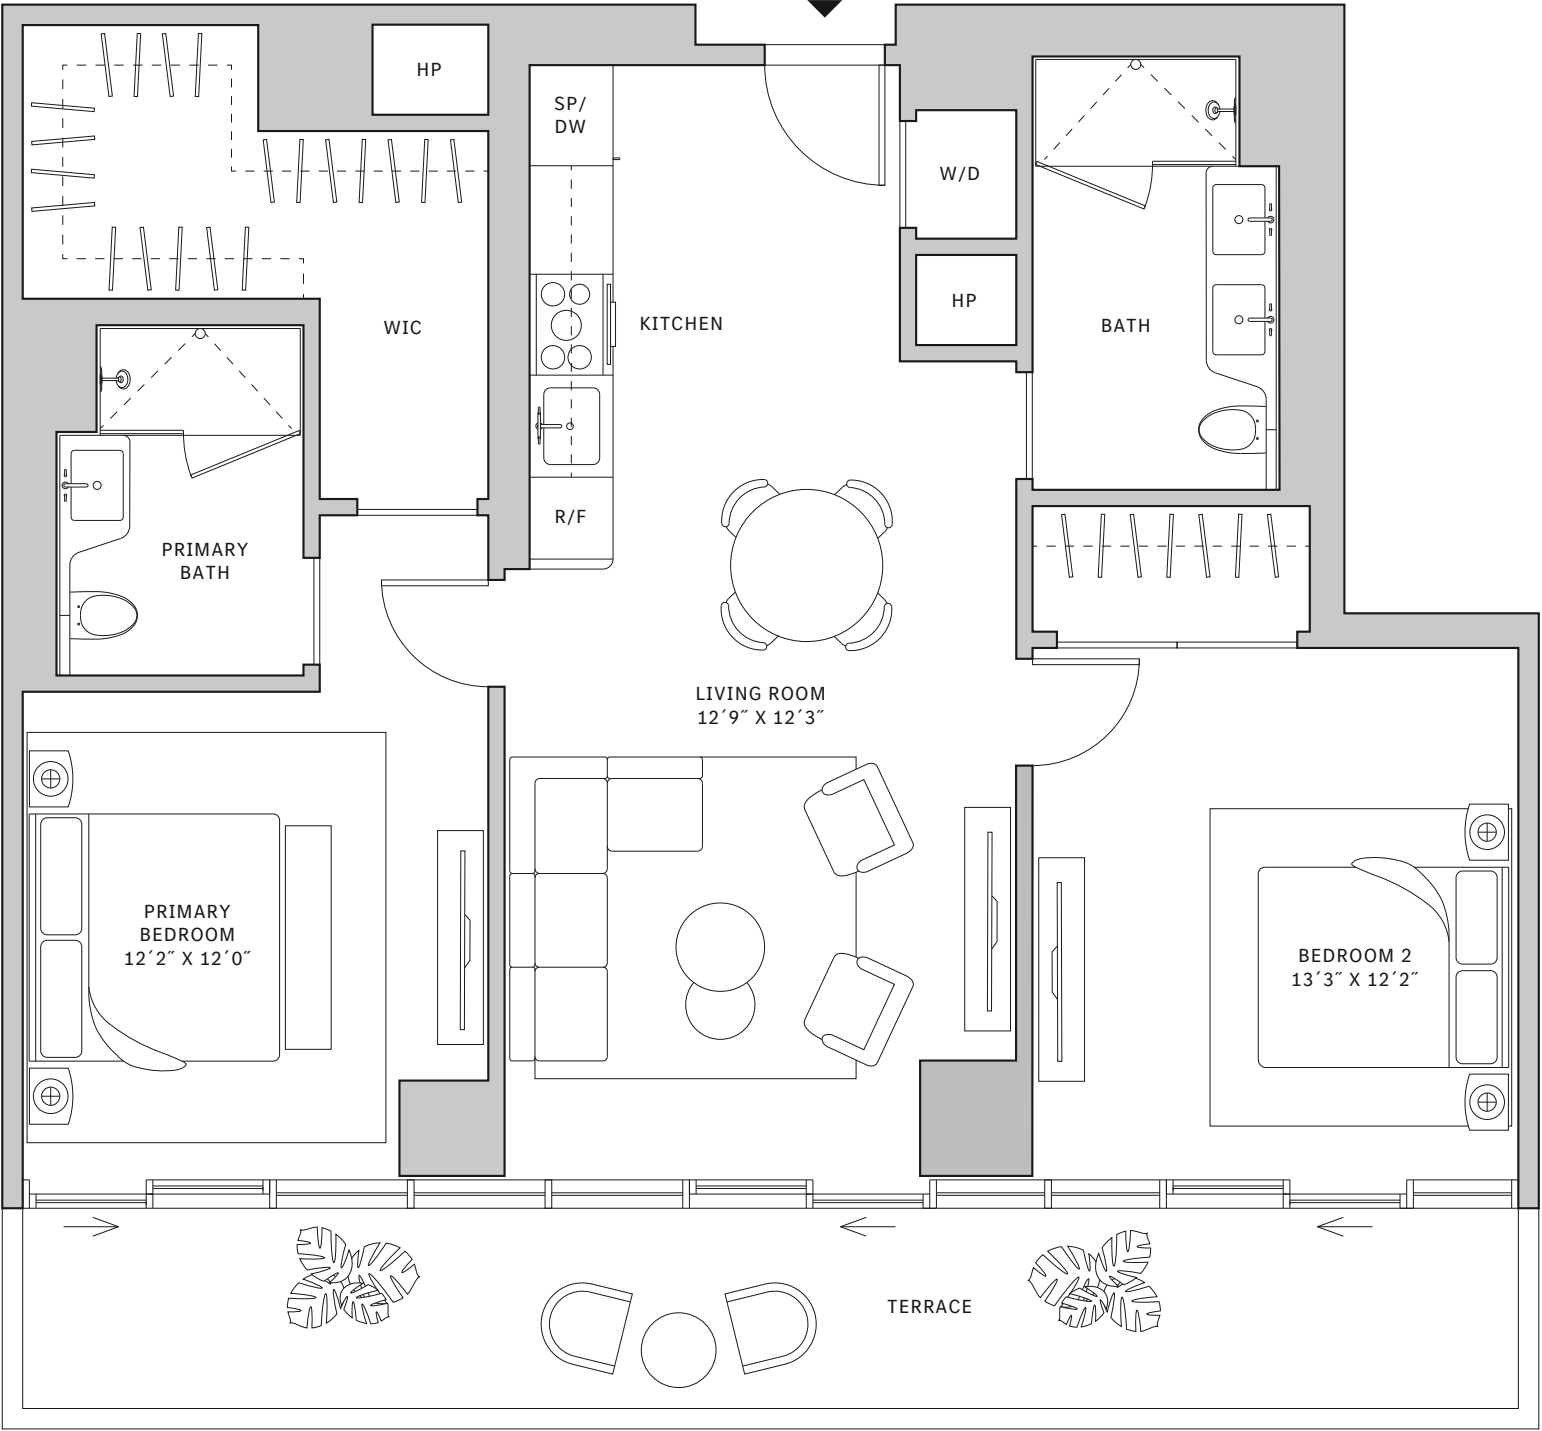 HP
SP/
DW
W/D
HP
WIC
KITCHEN
BATH
R/F
PRIMARY
BATH
LIVING ROOM
12´9˝ X 12´3˝
PRIMARY
BEDROOM
12´2˝ X 12´0˝
BEDROOM 2
13´3˝ X 12´2˝
TERRACE